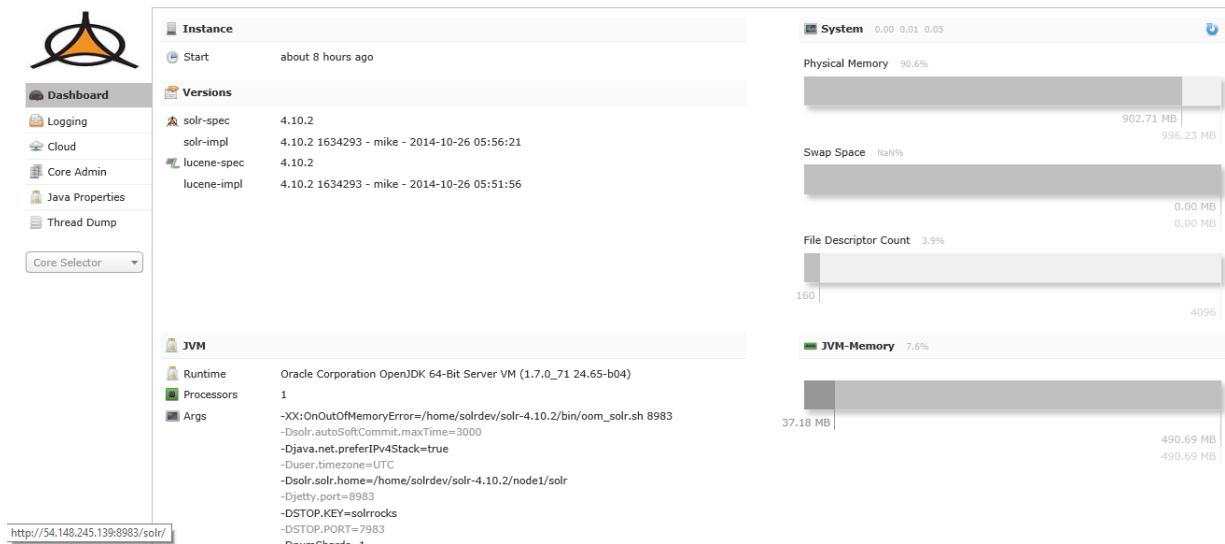 Dashboard
Logging
Cloud
Core Admin
Java Properties
Thread Dump
Core Selector
Instance
Start about 8 hours ago
Versions
solr-spec 4.10.2
solr-impl 4.10.2 1634293 - mike - 2014-10-26 05:56:21
lucene-spec 4.10.2
lucene-impl 4.10.2 1634293 - mike - 2014-10-26 05:51:56
JVM
Runtime Oracle Corporation OpenJDK 64-Bit Server VM (1.7.0_71 24.65-b04)
Processors 1
Args -XX:OnOutOfMemoryError=/home/solrdev/solr-4.10.2/bin/oom_solr.sh 8983
-Dsolr.autoSoftCommit.maxTime=3000
-Djava.net.preferIPv4Stack=true
-Duser.timezone=UTC
-Dsolr.solr.home=/home/solrdev/solr-4.10.2/node1/solr
-Djetty.port=8983
-DSTOP.KEY=solrrocks
-DSTOP.PORT=7983
System 0.00 0.01 0.05
Physical Memory 90.6%
902.71 MB
996.23 MB
Swap Space NaN%
0.00 MB
0.00 MB
File Descriptor Count 3.9%
160
4096
JVM-Memory 7.6%
37.18 MB
490.69 MB
490.69 MB
http://54.148.245.139:8983/solr/